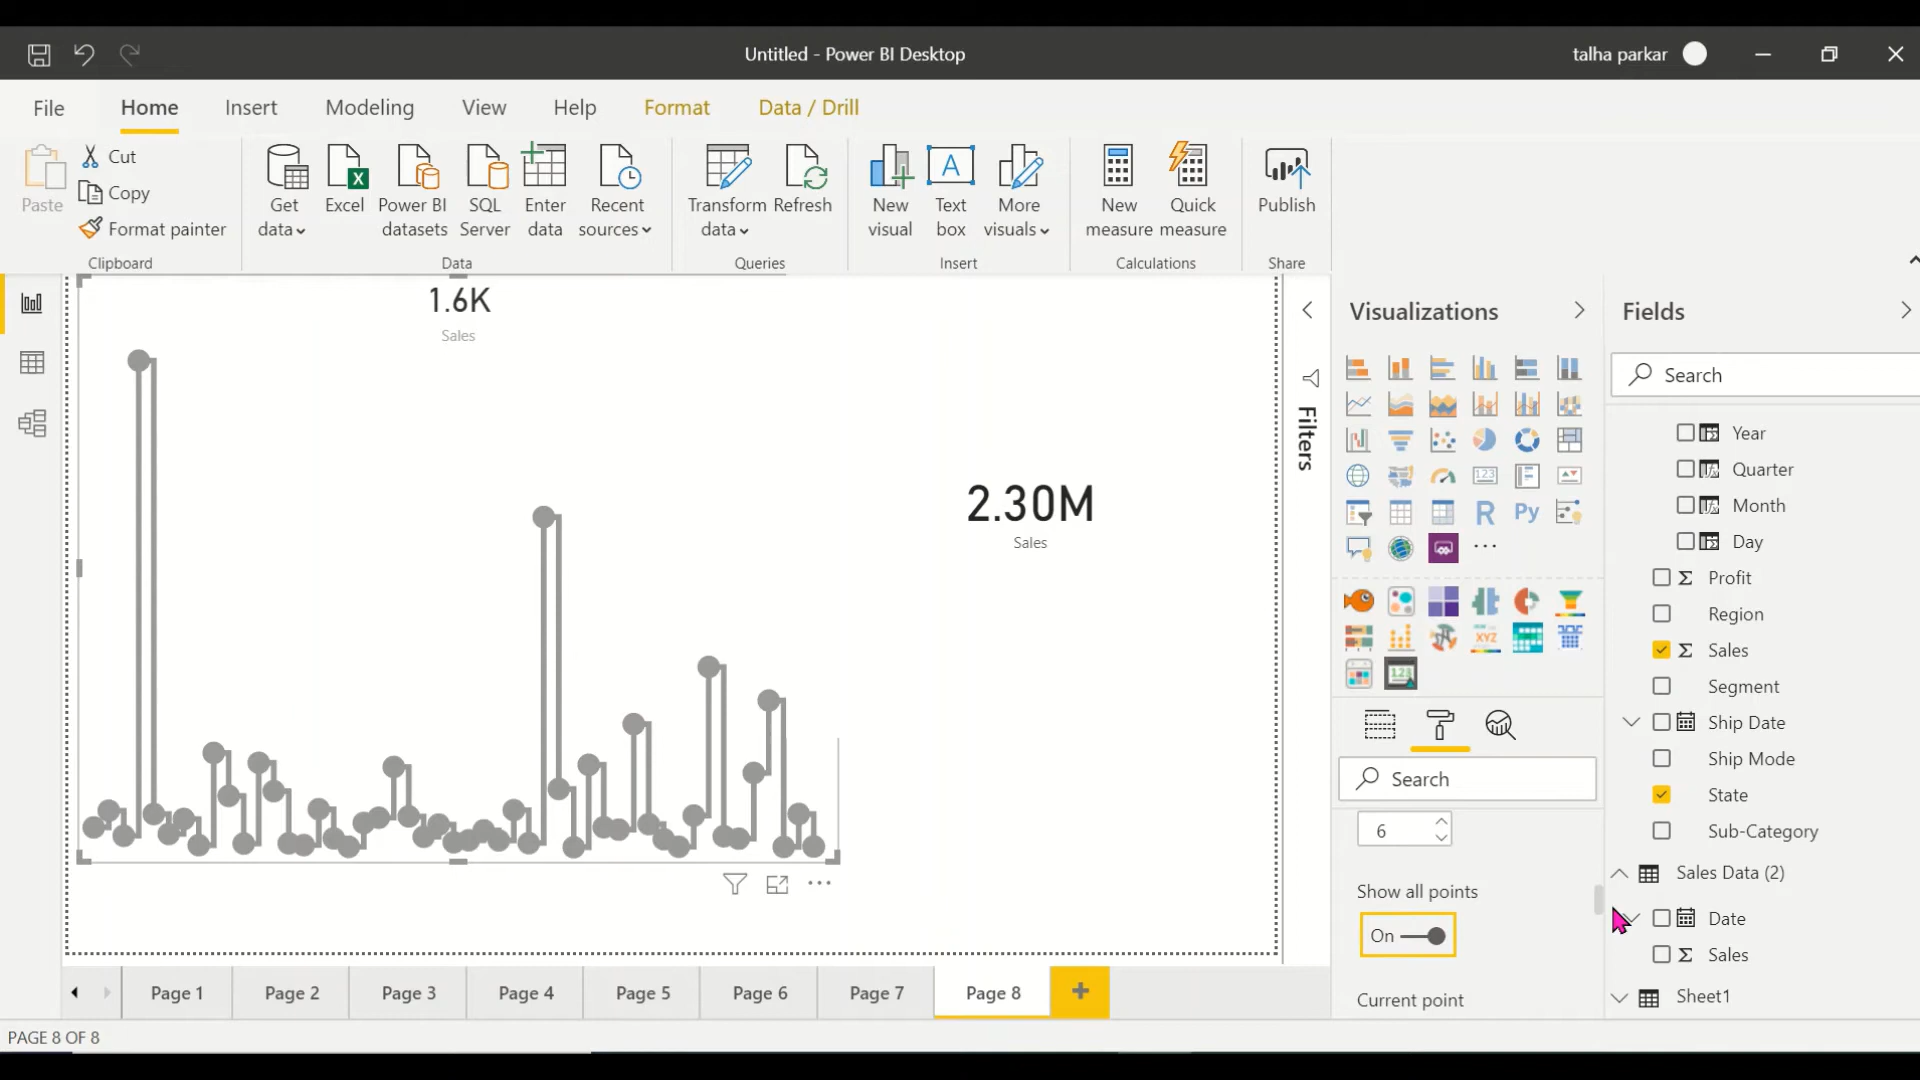 Untitled - Power BI Desktop
talha parkar
File
Home
Insert
Modeling
View
Help
Format
Data / Drill
Paste
Cut
Copy
Format painter
Clipboard
Get
data
Excel
Power BI
datasets
SQL
Server
Enter
data
Recent
sources
Data
Transform
data
Refresh
Queries
New
visual
A
Text
box
More
visuals
Insert
New
measure
Quick
measure
Calculations
Publish
Share
1.6K
Sales
2.30M
Sales
Filters
Visualizations
123
R
Py
XYZ
123
Search
6
Show all points
On
Current point
Fields
Search
Year
Quarter
Month
Day
Σ Profit
Region
Σ Sales
Segment
Ship Date
Ship Mode
State
Sub-Category
Sales Data (2)
Date
Σ Sales
Sheet1
Page 1
Page 2
Page 3
Page 4
Page 5
Page 6
Page 7
Page 8
+
PAGE 8 OF 8